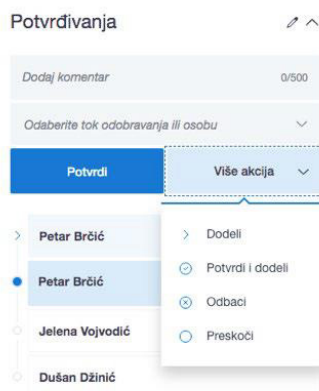 Potvrđivanja
Dodaj komentar 0/500
Odaberite tok odobravanja ili osobu
Potvrdi Više akcija
Petar Brčić
Petar Brčić
Jelena Vojvodić
Dušan Džinić
Dodeli
Potvrdi i dodeli
Odbaci
Preskoči